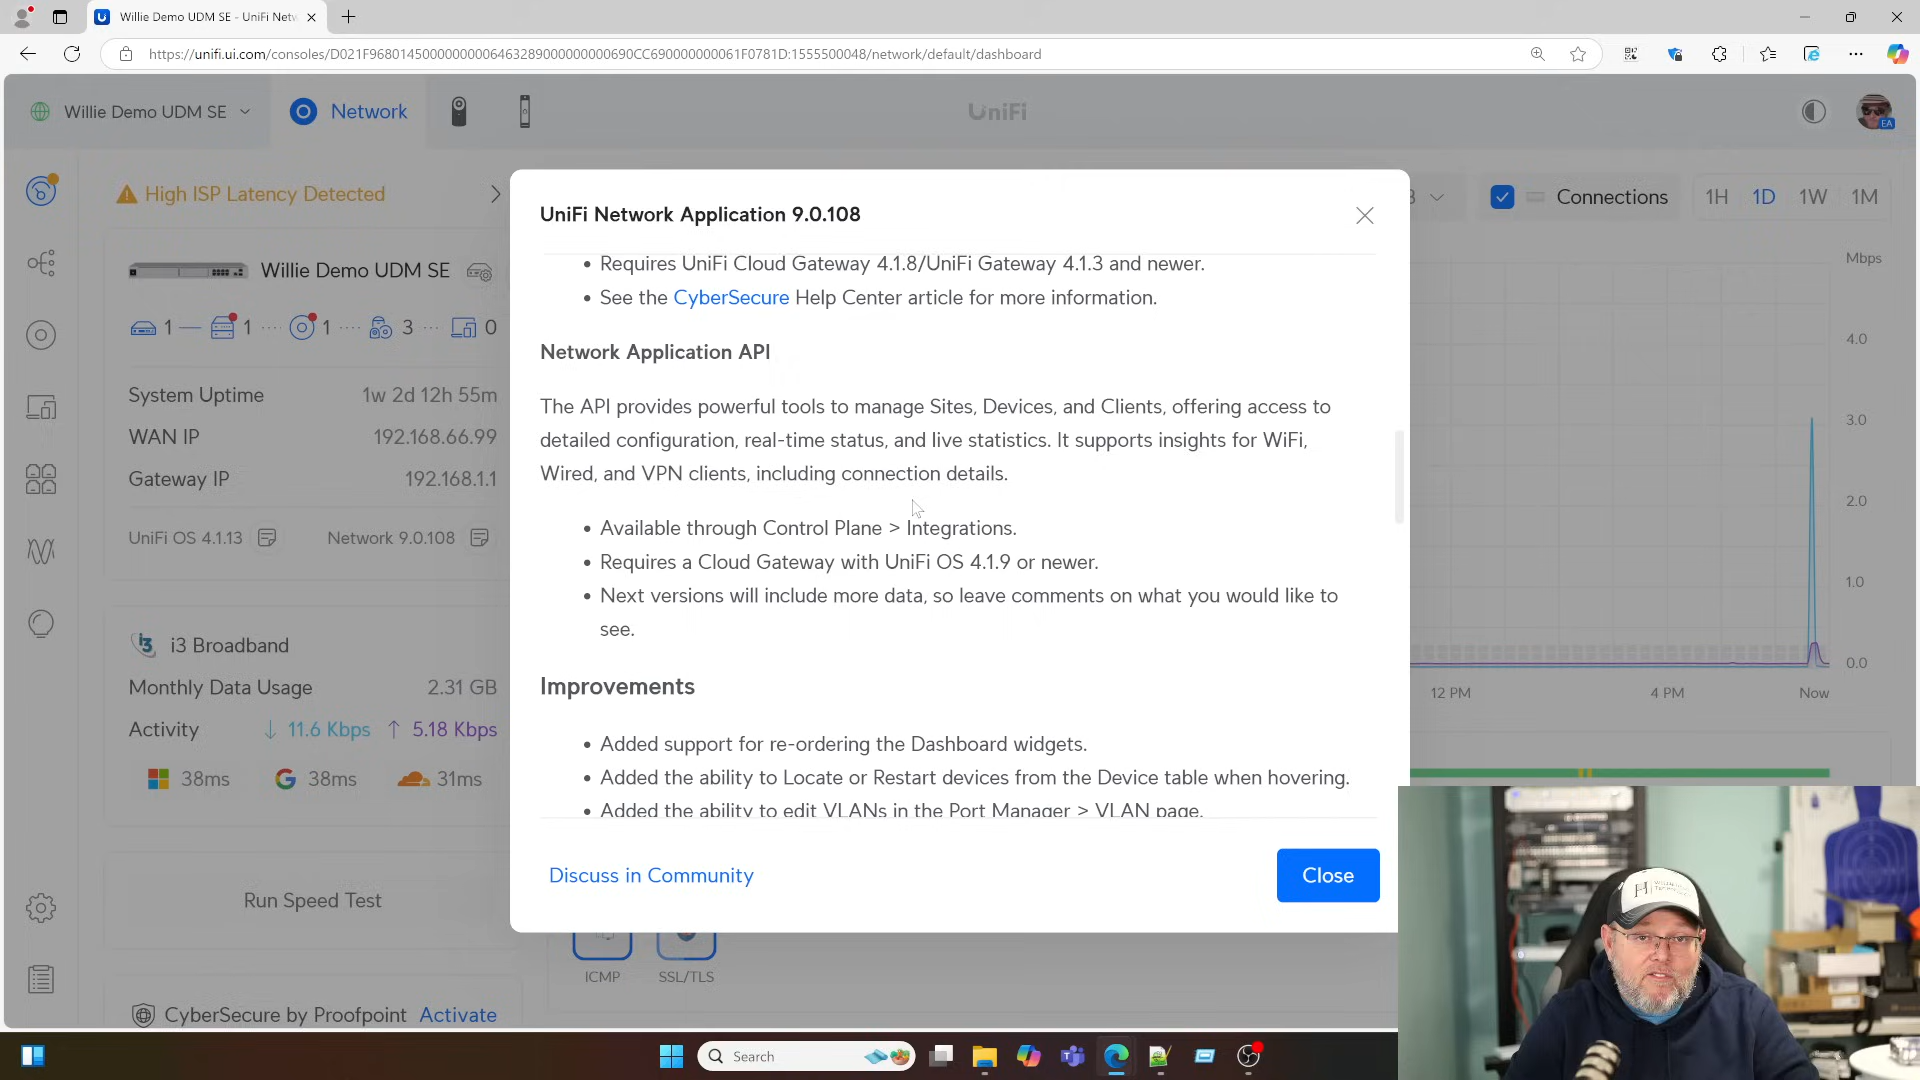 Willie Demo UDM SE - UniFi Netw
https://unifi.ui.com/consoles/D021F96801450000000006463289000000000690CC690000000061F0781D:1555500048/network/default/dashboard
Willie Demo UDM SE
Network
UniFi
EA
High ISP Latency Detected
Connections
1H 1D 1W 1M
Willie Demo UDM SE
1 1 1 3 0
System Uptime 1w 2d 12h 55m
WAN IP 192.168.66.99
Gateway IP 192.168.1.1
UniFi OS 4.1.13 Network 9.0.108
i3 Broadband
Monthly Data Usage 2.31 GB
Activity ↓ 11.6 Kbps ↑ 5.18 Kbps
38ms 38ms 31ms
Run Speed Test
CyberSecure by Proofpoint Activate
UniFi Network Application 9.0.108
• Requires UniFi Cloud Gateway 4.1.8/UniFi Gateway 4.1.3 and newer.
• See the CyberSecure Help Center article for more information.
Network Application API
The API provides powerful tools to manage Sites, Devices, and Clients, offering access to
detailed configuration, real-time status, and live statistics. It supports insights for WiFi,
Wired, and VPN clients, including connection details.
• Available through Control Plane > Integrations.
• Requires a Cloud Gateway with UniFi OS 4.1.9 or newer.
• Next versions will include more data, so leave comments on what you would like to
see.
Improvements
• Added support for re-ordering the Dashboard widgets.
• Added the ability to Locate or Restart devices from the Device table when hovering.
• Added the ability to edit VLANs in the Port Manager > VLAN page.
Discuss in Community
Close
ICMP SSL/TLS
Mbps
4.0
3.0
2.0
1.0
0.0
12 PM 4 PM Now
Search